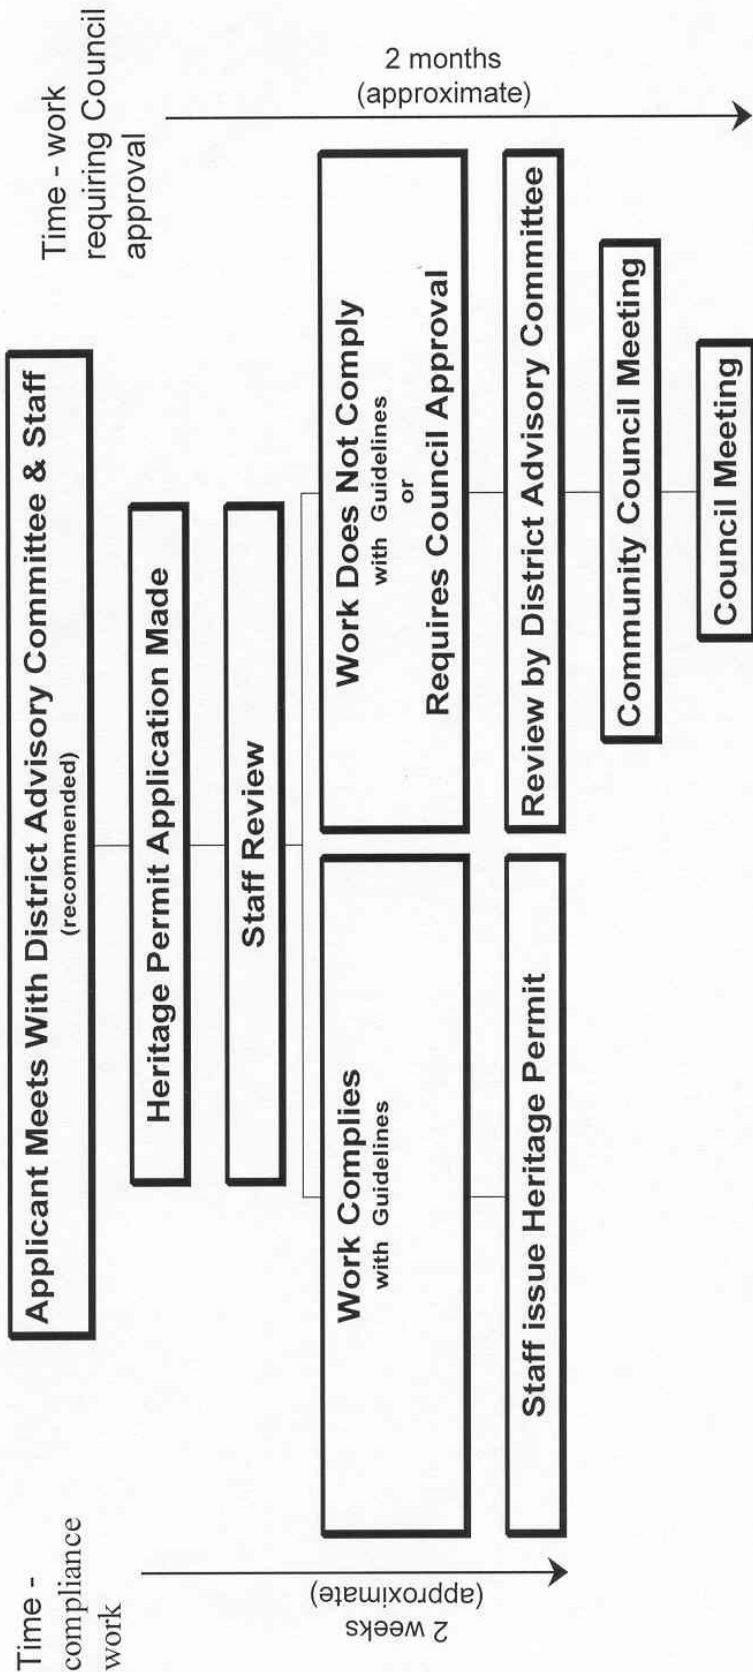 Time -
compliance
work
Time - work
requiring Council
approval
Applicant Meets With District Advisory Committee & Staff
(recommended)
Heritage Permit Application Made
Staff Review
Work Complies
with Guidelines
Work Does Not Comply
with Guidelines
or
Requires Council Approval
Staff issue Heritage Permit
Review by District Advisory Committee
Community Council Meeting
Council Meeting
2 weeks
(approximate)
2 months
(approximate)